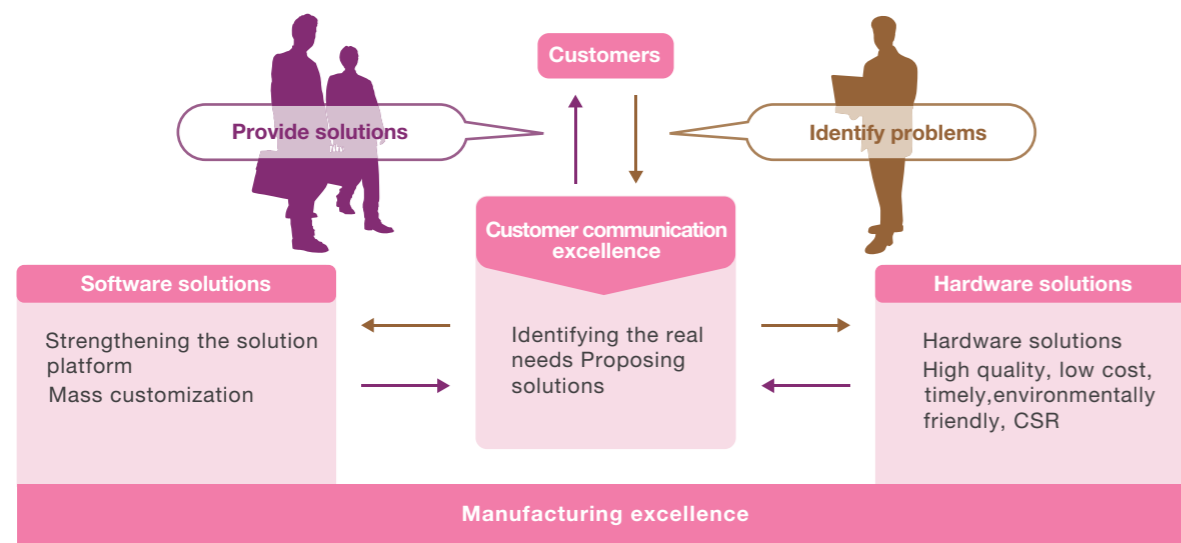 Customers
Provide solutions
Identify problems
Customer communication
excellence
Software solutions
Hardware solutions
Strengthening the solution
platform
Mass customization
Identifying the real
needs Proposing
solutions
Hardware solutions
High quality, low cost,
timely,environmentally
friendly, CSR
Manufacturing excellence